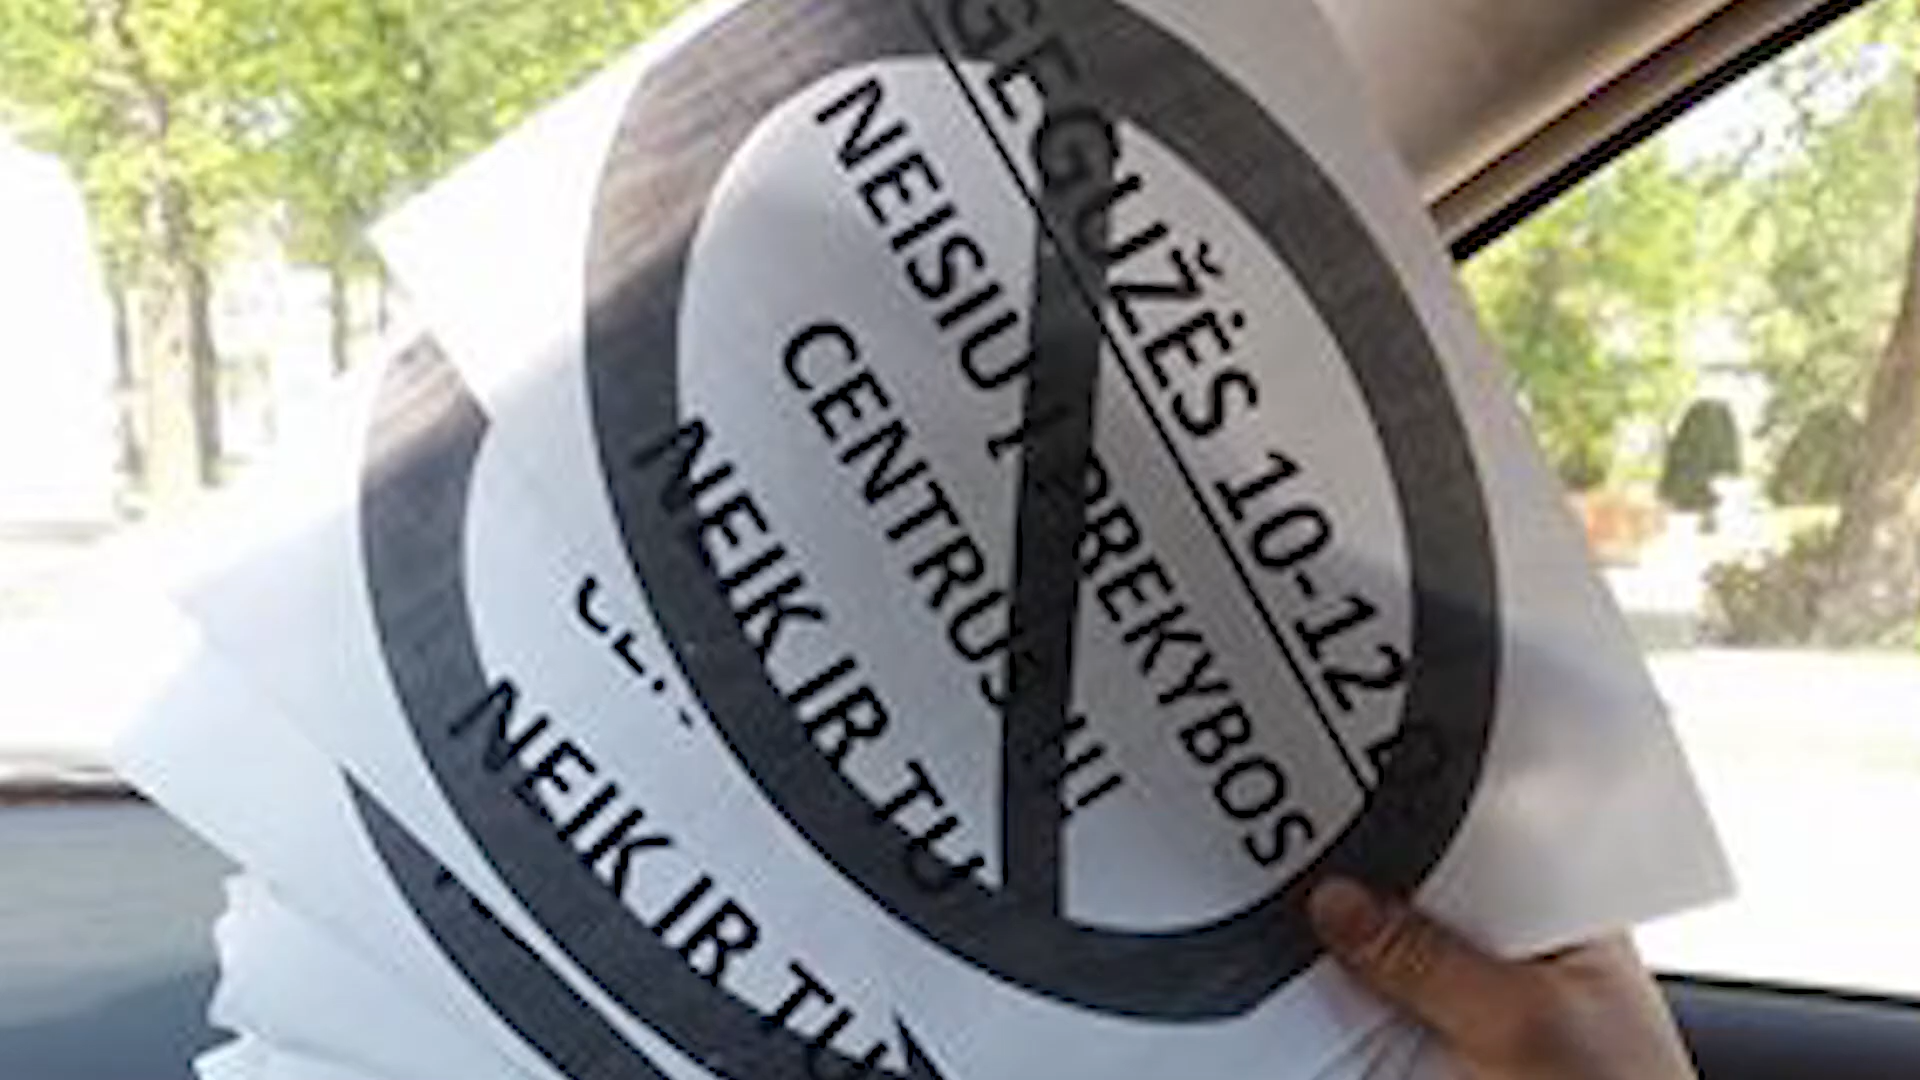 GEGUŽĖS 10-12 D
NEISIU Į PREKYBOS
CENTRUS
NEIK IR TU
NEIK IR TU